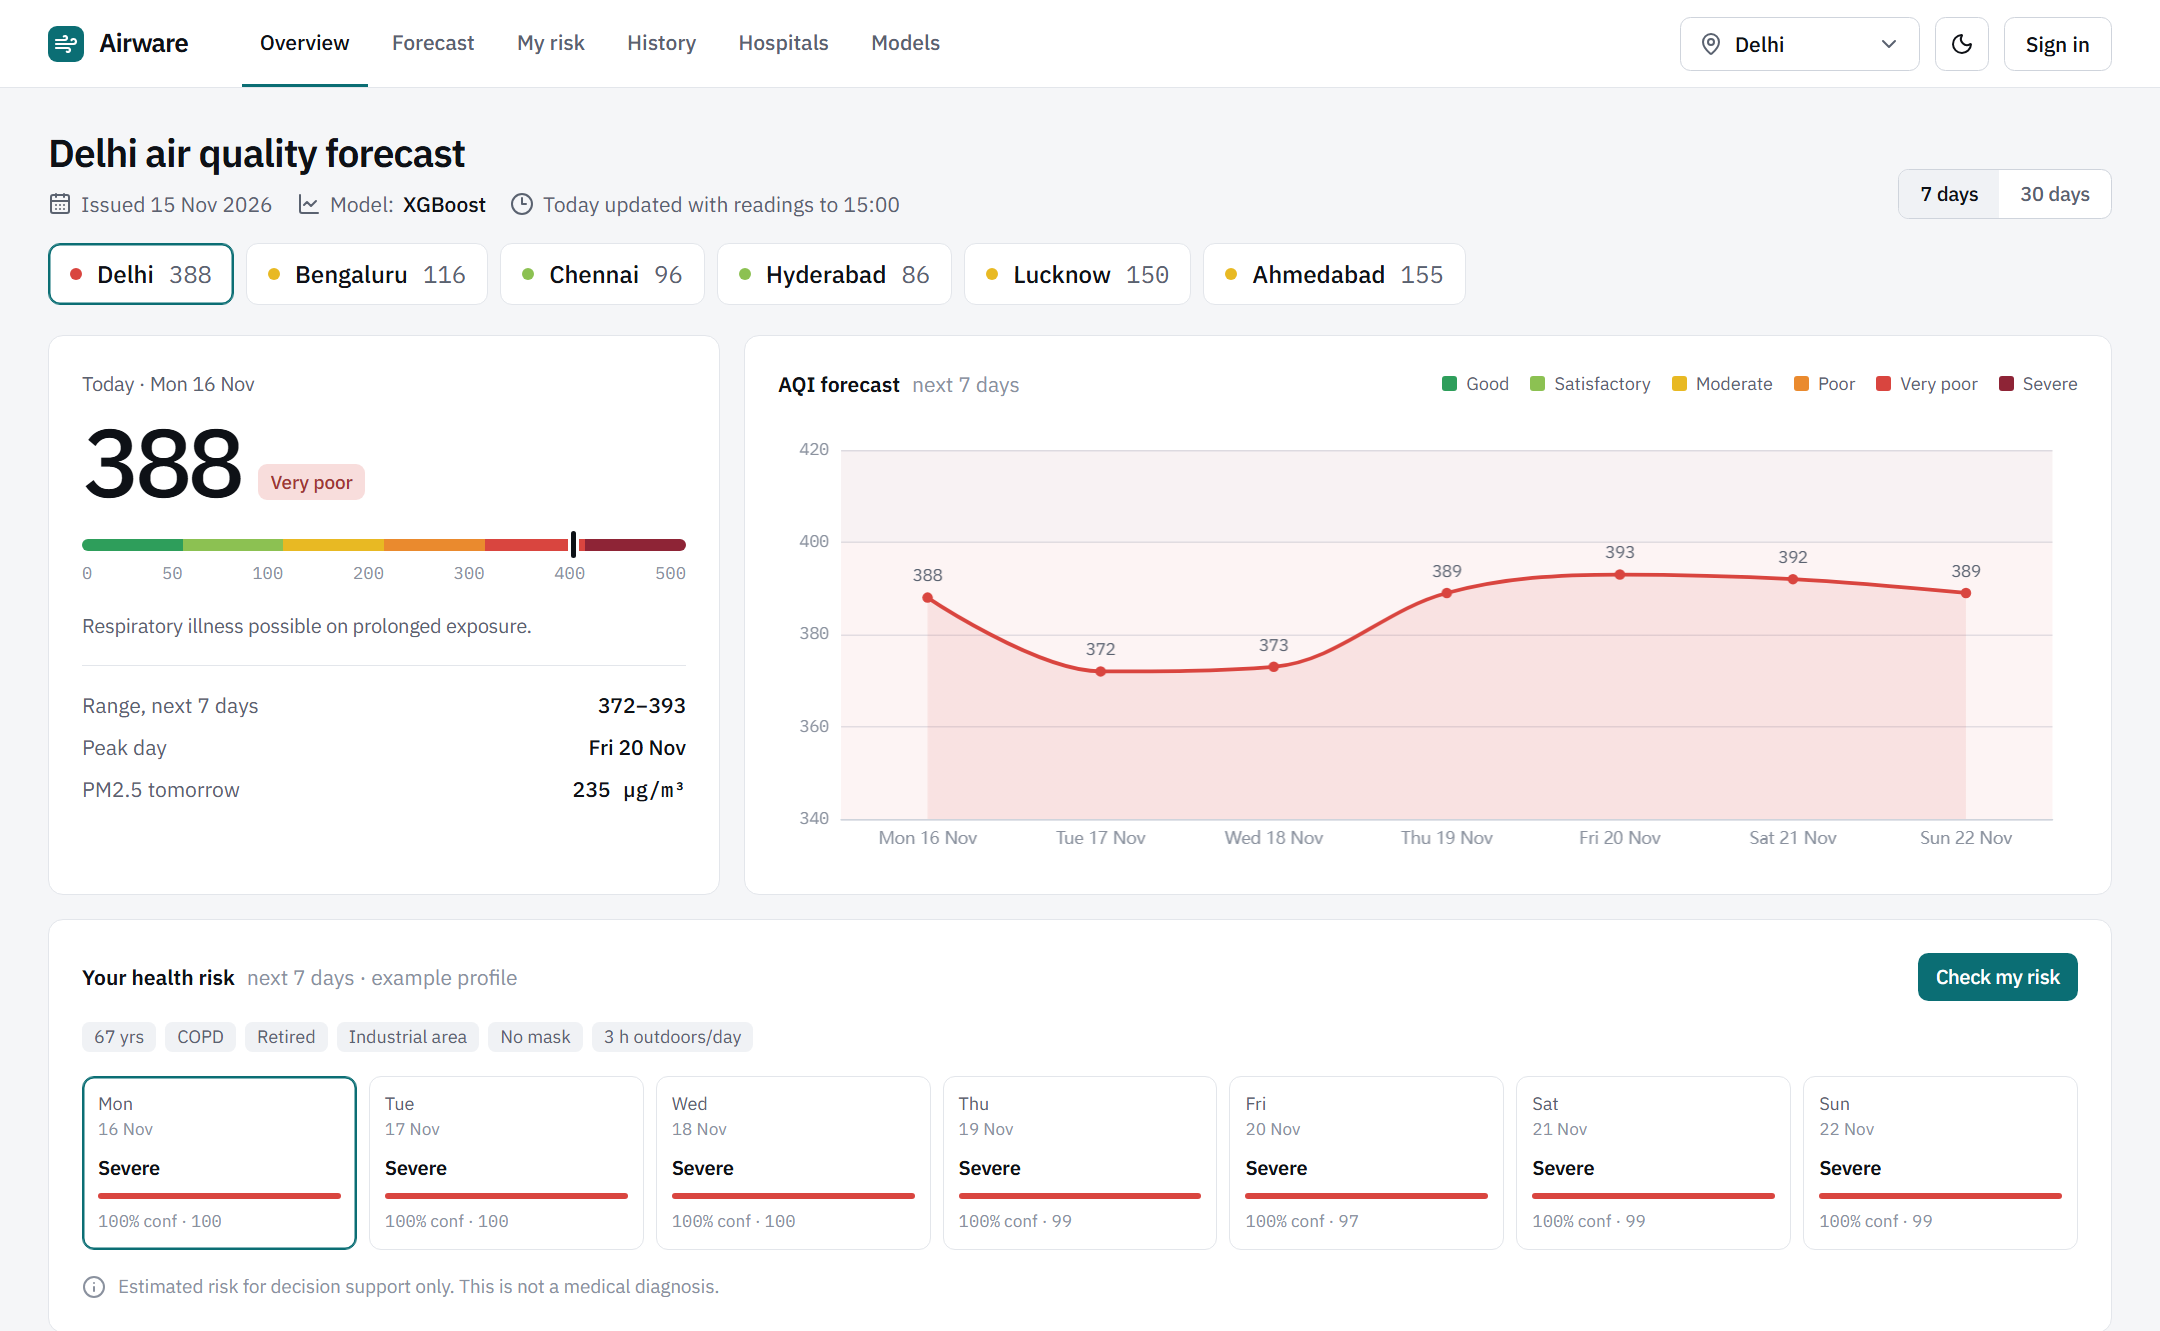 Airware
Overview Forecast My risk History Hospitals Models
Delhi
Sign in
Delhi air quality forecast
Issued 15 Nov 2026 Model: XGBoost Today updated with readings to 15:00
7 days 30 days
Delhi 388 Bengaluru 116 Chennai 96 Hyderabad 86 Lucknow 150 Ahmedabad 155
Today · Mon 16 Nov
388 Very poor
0 50 100 200 300 400 500
Respiratory illness possible on prolonged exposure.
Range, next 7 days 372–393
Peak day Fri 20 Nov
PM2.5 tomorrow 235 µg/m³
AQI forecast next 7 days
Good Satisfactory Moderate Poor Very poor Severe
420
400
380
360
340
388 372 373 389 393 392 389
Mon 16 Nov Tue 17 Nov Wed 18 Nov Thu 19 Nov Fri 20 Nov Sat 21 Nov Sun 22 Nov
Your health risk next 7 days · example profile
Check my risk
67 yrs COPD Retired Industrial area No mask 3 h outdoors/day
Mon Tue Wed Thu Fri Sat Sun
16 Nov 17 Nov 18 Nov 19 Nov 20 Nov 21 Nov 22 Nov
Severe Severe Severe Severe Severe Severe Severe
100% conf · 100 100% conf · 100 100% conf · 100 100% conf · 99 100% conf · 97 100% conf · 99 100% conf · 99
Estimated risk for decision support only. This is not a medical diagnosis.